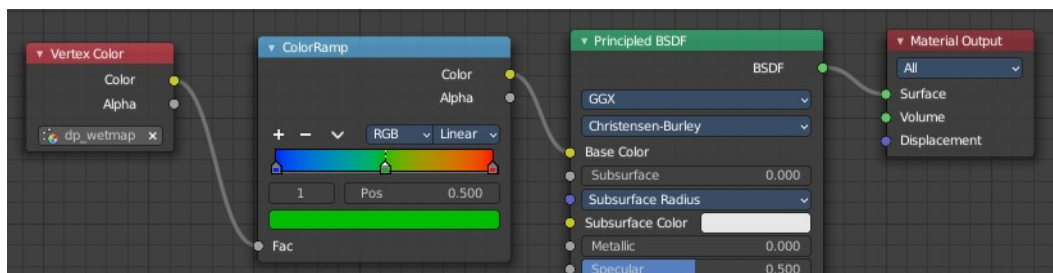 Vertex Color
Color
Alpha
dp_wetmap
ColorRamp
Color
Alpha
RGB Linear
1 Pos 0.500
Fac
Principled BSDF
BSDF
GGX
Christensen-Burley
Base Color
Subsurface 0.000
Subsurface Radius
Subsurface Color
Metallic 0.000
Specular 0.500
Material Output
All
Surface
Volume
Displacement